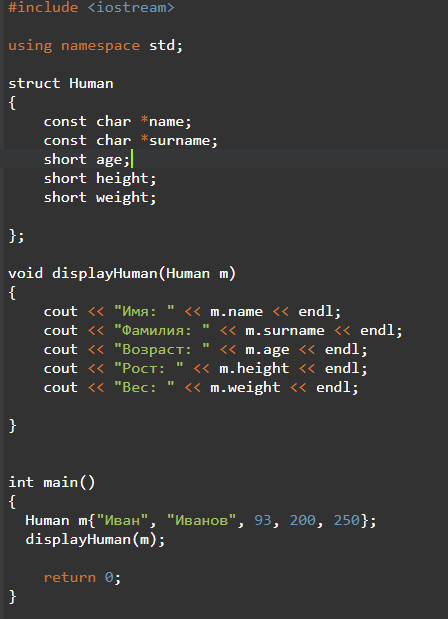 #include <iostream>
using namespace std;
struct Human
{
    const char *name;
    const char *surname;
    short age;
    short height;
    short weight;
};
void displayHuman(Human m)
{
    cout << "Имя: " << m.name << endl;
    cout << "Фамилия: " << m.surname << endl;
    cout << "Возраст: " << m.age << endl;
    cout << "Рост: " << m.height << endl;
    cout << "Вес: " << m.weight << endl;
}
int main()
{
  Human m{"Иван", "Иванов", 93, 200, 250};
  displayHuman(m);
    return 0;
}